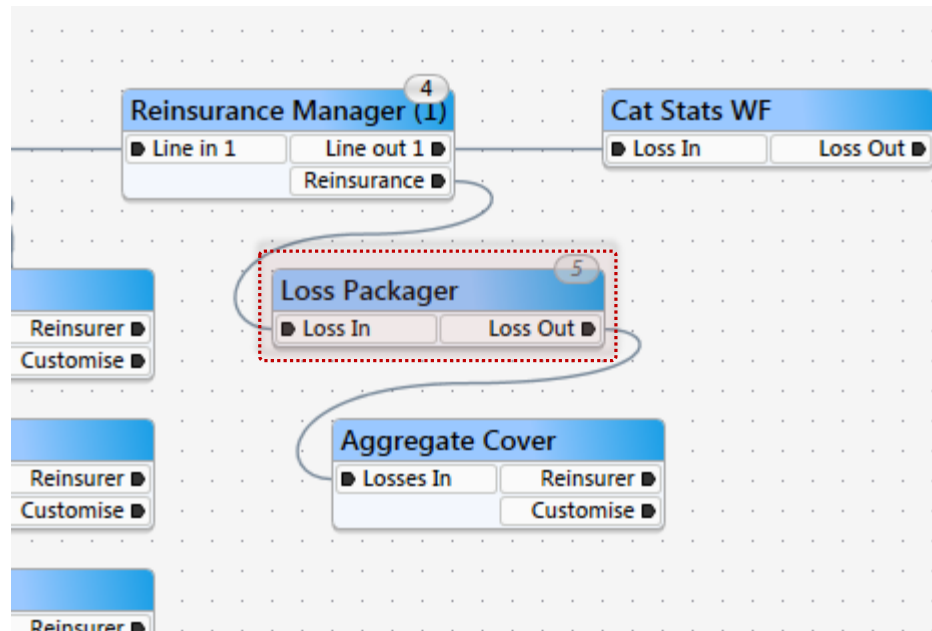 4
Reinsurance Manager (1)
Line in 1 Line out 1
Reinsurance
Cat Stats WF
Loss In Loss Out
5
Loss Packager
Loss In Loss Out
Reinsurer
Customise
Aggregate Cover
Losses In Reinsurer
Customise
Reinsurer
Customise
Reinsurer